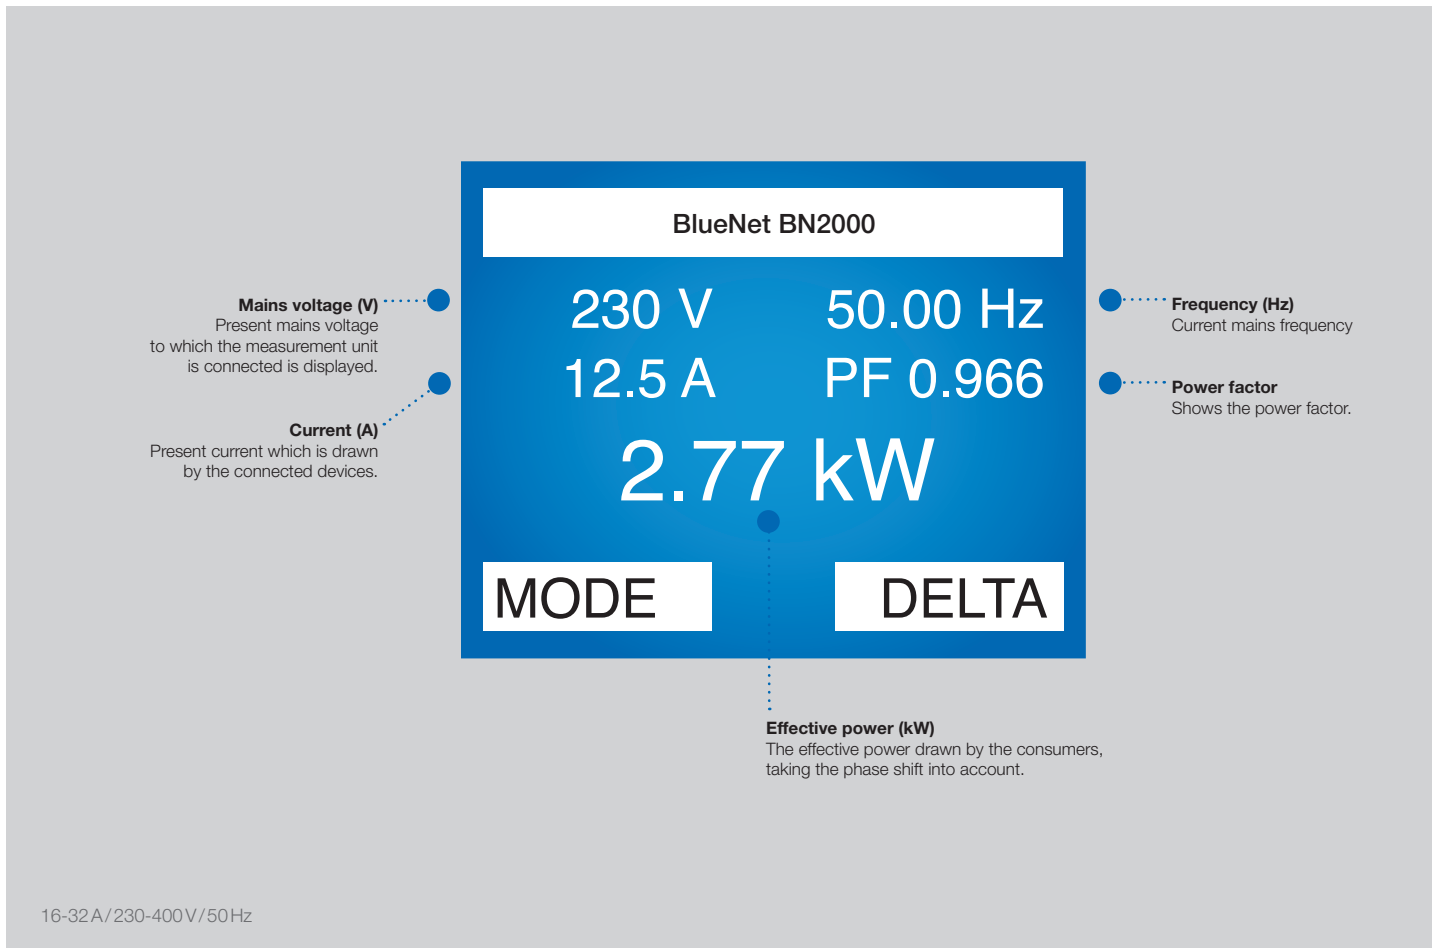 BlueNet BN2000
230 V
50.00 Hz
12.5 A
PF 0.966
2.77 kW
MODE
DELTA
Mains voltage (V)
Present mains voltage
to which the measurement unit
is connected is displayed.
Current (A)
Present current which is drawn
by the connected devices.
Frequency (Hz)
Current mains frequency
Power factor
Shows the power factor.
Effective power (kW)
The effective power drawn by the consumers,
taking the phase shift into account.
16-32 A / 230-400 V / 50 Hz